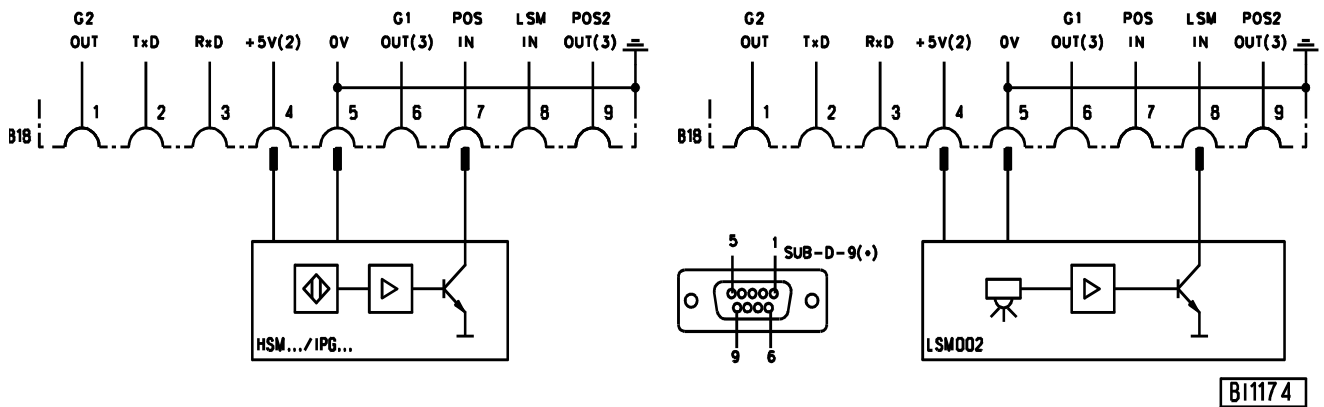 G2 G1 POS LSM POS2
OUT TxD RxD +5V(2) 0V OUT(3) IN IN OUT(3)
1 2 3 4 5 6 7 8 9
B18
HSM.../IPG...
G2 G1 POS LSM POS2
OUT TxD RxD +5V(2) 0V OUT(3) IN IN OUT(3)
1 2 3 4 5 6 7 8 9
B18
5 1
SUB-D-9(•)
9 6
LSM002
BI1174